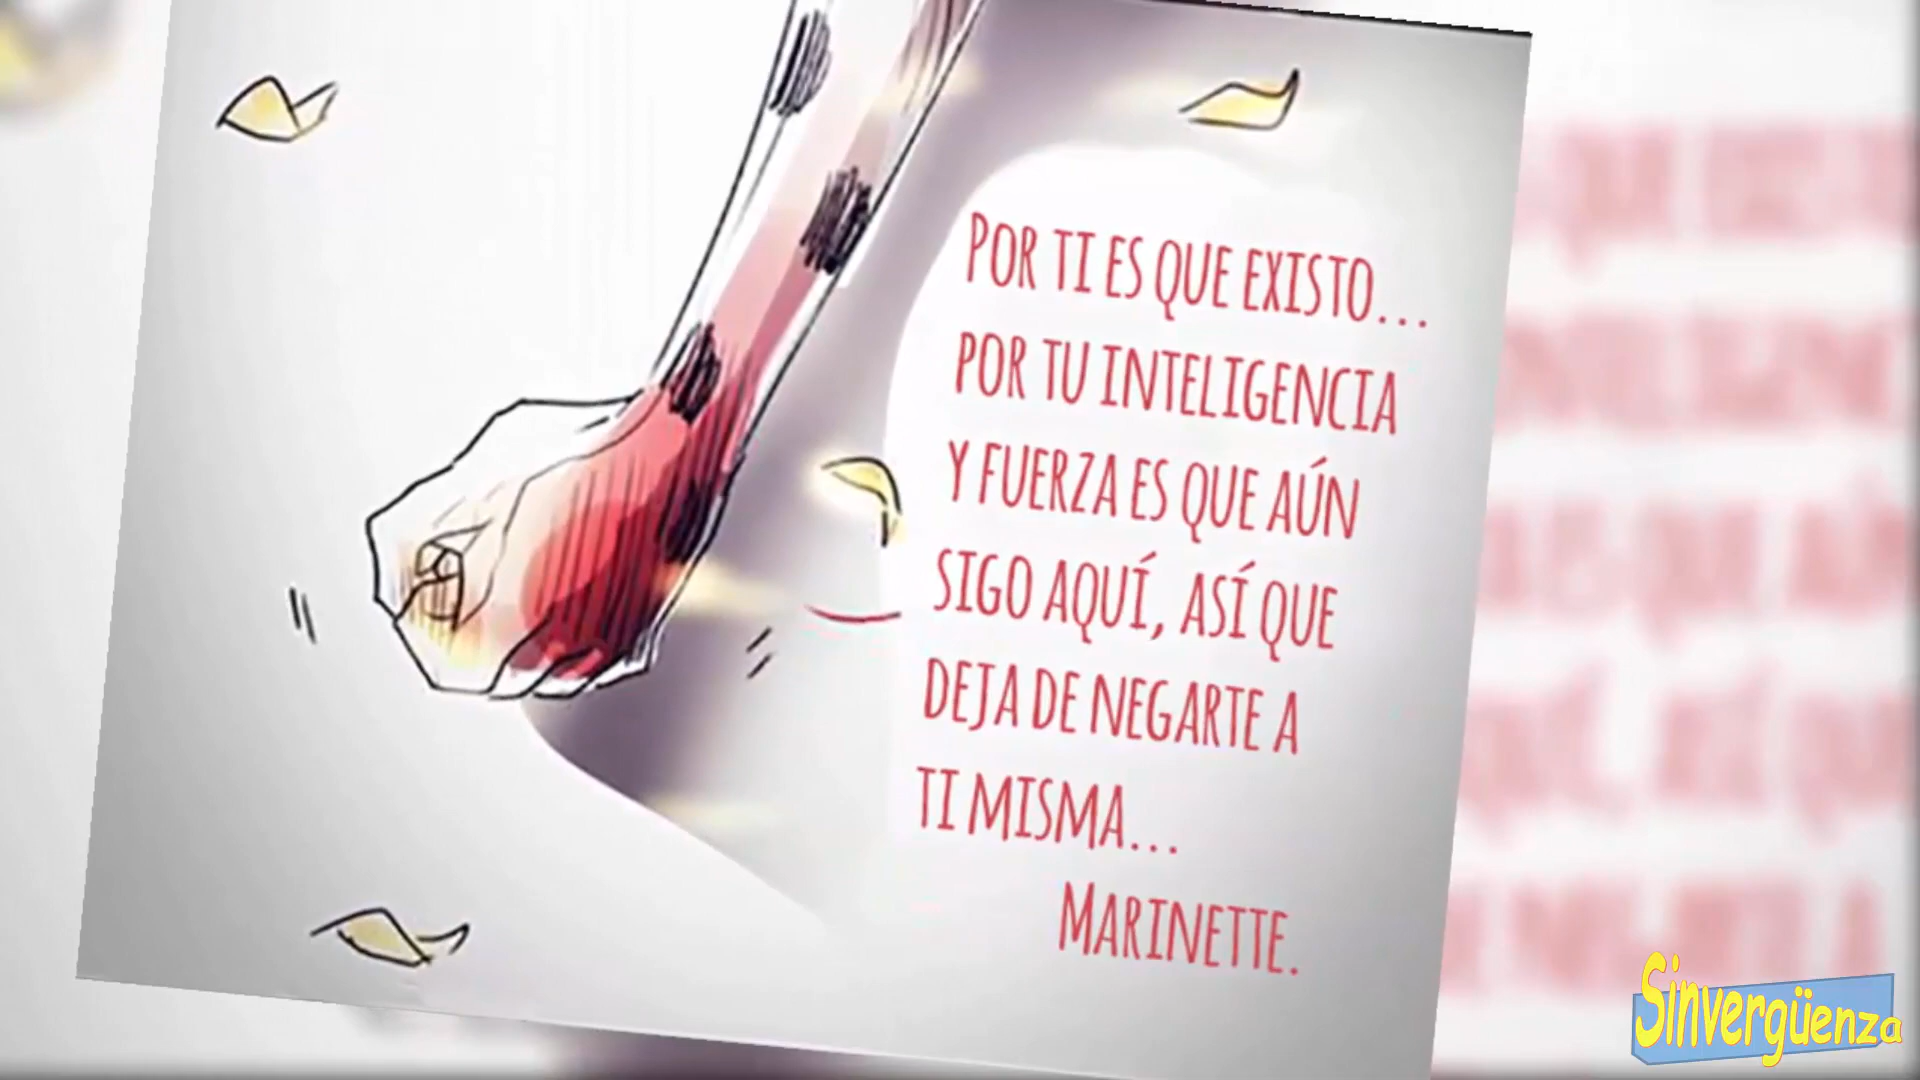 POR TI ES QUE EXISTO...
POR TU INTELIGENCIA
Y FUERZA ES QUE AÚN
SIGO AQUÍ, ASÍ QUE
DEJA DE NEGARTE A
TI MISMA...
MARINETTE.
Sinvergüenza